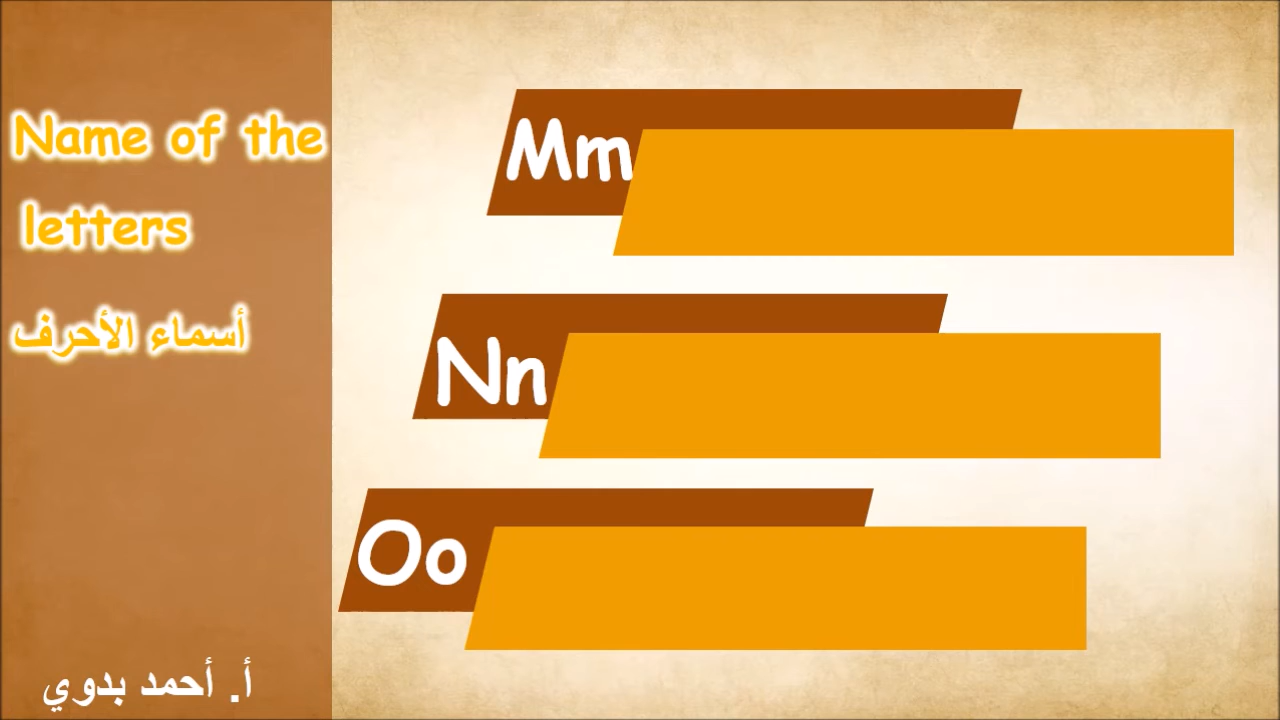 Name of the
letters
أسماء الأحرف
أ. أحمد بدوي
Mm
Nn
Oo